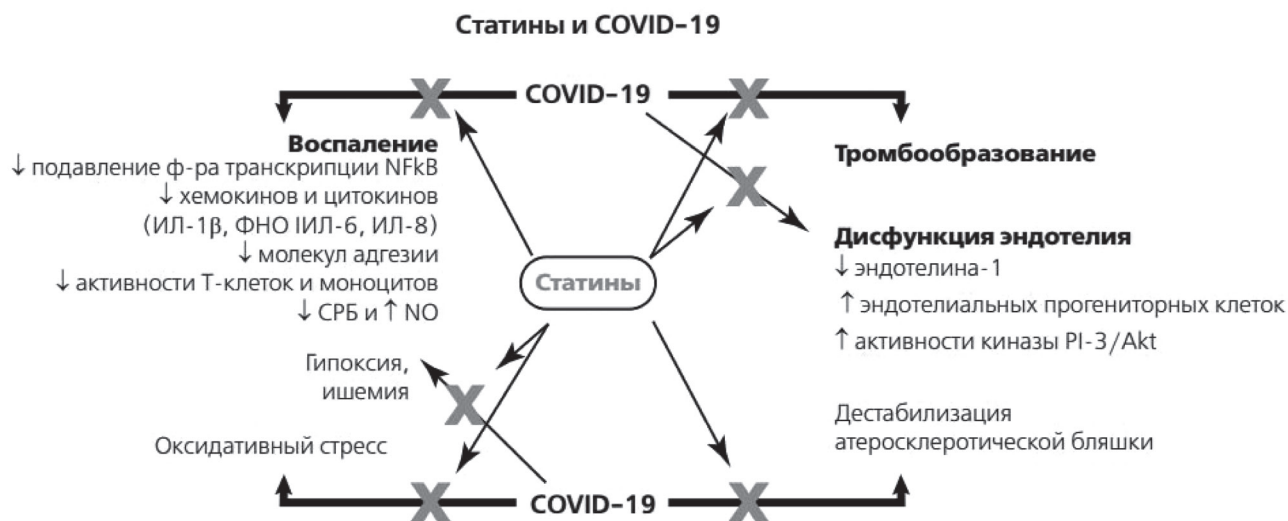 Статины и COVID–19
COVID–19
Воспаление
↓ подавление ф-ра транскрипции NFkB
↓ хемокинов и цитокинов
(ИЛ-1β, ФНО IИЛ-6, ИЛ-8)
↓ молекул адгезии
↓ активности Т-клеток и моноцитов
↓ СРБ и ↑ NO
Гипоксия,
ишемия
Оксидативный стресс
Статины
Тромбообразование
Дисфункция эндотелия
↓ эндотелина-1
↑ эндотелиальных прогениторных клеток
↑ активности киназы PI-3/Akt
Дестабилизация
атеросклеротической бляшки
COVID–19